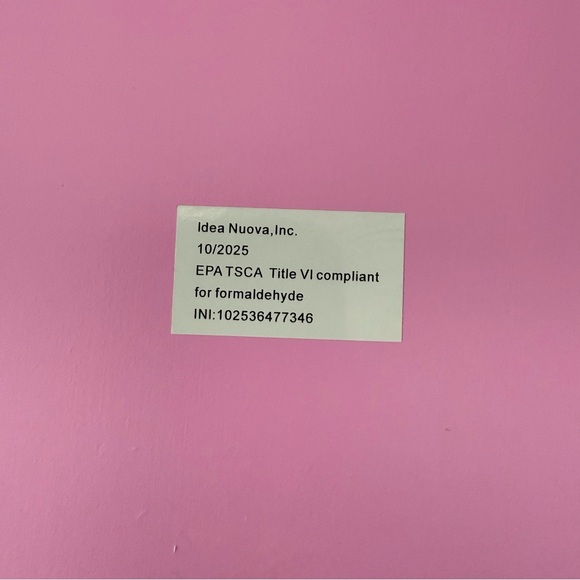 Idea Nuova,Inc.
10/2025
EPA TSCA Title VI compliant
for formaldehyde
INI:102536477346